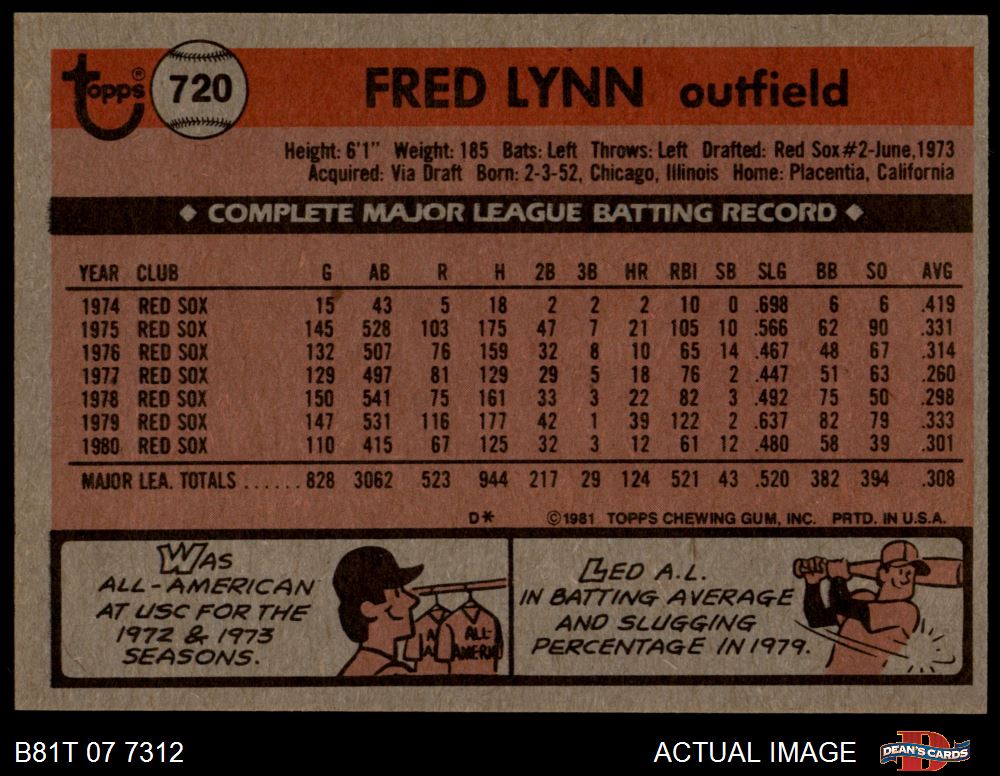 Topps® 720 FRED LYNN outfield
Height: 6'1" Weight: 185 Bats: Left Throws: Left Drafted: Red Sox#2-June,1973
Acquired: Via Draft Born: 2-3-52, Chicago, Illinois Home: Placentia, California
◆ COMPLETE MAJOR LEAGUE BATTING RECORD ◆
YEAR CLUB G AB R H 2B 3B HR RBI SB SLG BB SO AVG
1974 RED SOX 15 43 5 18 2 2 2 10 0 .698 6 6 .419
1975 RED SOX 145 528 103 175 47 7 21 105 10 .566 62 90 .331
1976 RED SOX 132 507 76 159 32 8 10 65 14 .467 48 67 .314
1977 RED SOX 129 497 81 129 29 5 18 76 2 .447 51 63 .260
1978 RED SOX 150 541 75 161 33 3 22 82 3 .492 75 50 .298
1979 RED SOX 147 531 116 177 42 1 39 122 2 .637 82 79 .333
1980 RED SOX 110 415 67 125 32 3 12 61 12 .480 58 39 .301
MAJOR LEA. TOTALS ...... 828 3062 523 944 217 29 124 521 43 .520 382 394 .308
D* ©1981 TOPPS CHEWING GUM, INC. PRTD. IN U.S.A.
WAS
ALL-AMERICAN
AT USC FOR THE
1972 & 1973
SEASONS.
ALL-
AMERI
LED A.L.
IN BATTING AVERAGE
AND SLUGGING
PERCENTAGE IN 1979.
B81T 07 7312 ACTUAL IMAGE DEAN'S CARDS